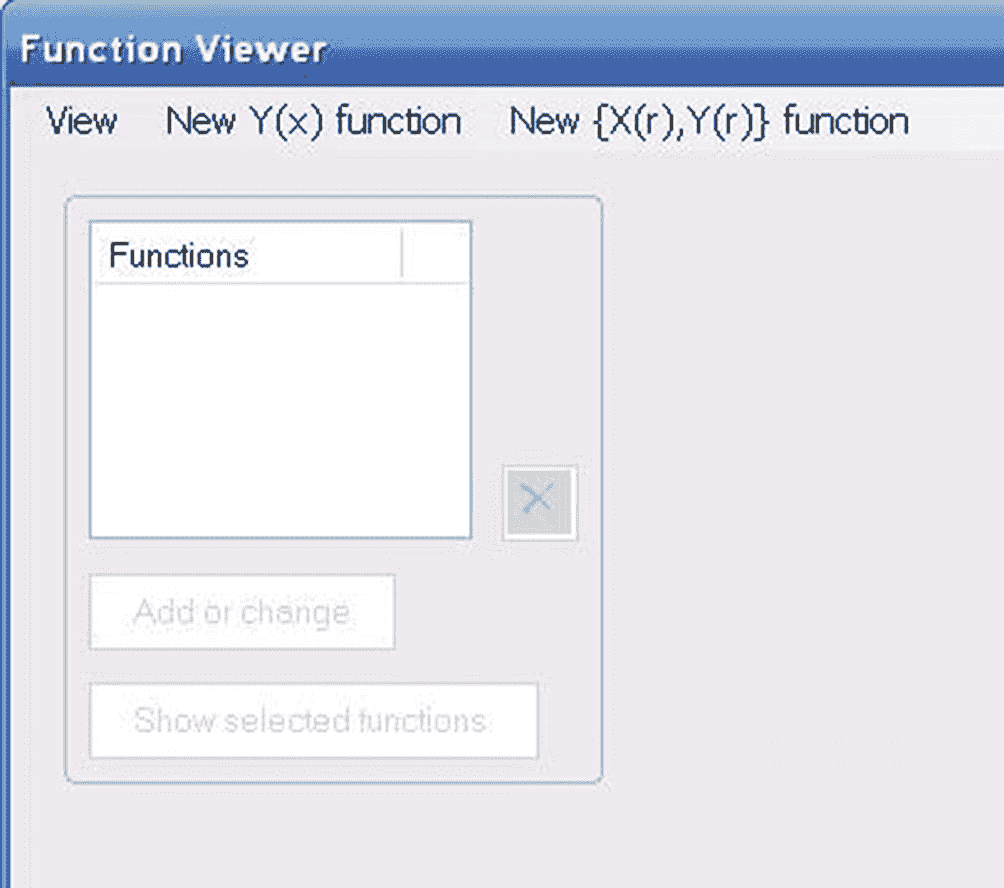 Function Viewer
View New Y(x) function New {X(r),Y(r)} function
Functions
Add or change
Show selected functions